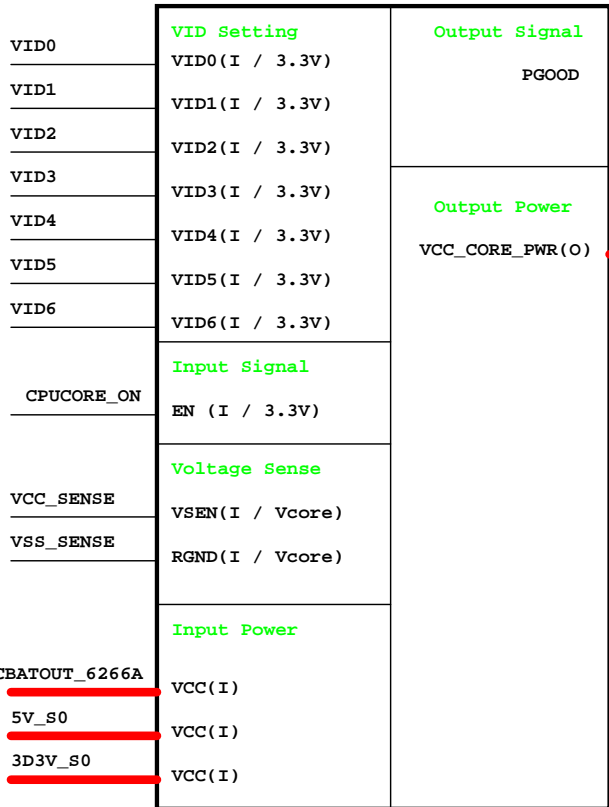 VID0
VID1
VID2
VID3
VID4
VID5
VID6
CPUCORE_ON
VCC_SENSE
VSS_SENSE
CBATOUT_6266A
5V_S0
3D3V_S0
VID Setting
VID0(I / 3.3V)
VID1(I / 3.3V)
VID2(I / 3.3V)
VID3(I / 3.3V)
VID4(I / 3.3V)
VID5(I / 3.3V)
VID6(I / 3.3V)
Input Signal
EN (I / 3.3V)
Voltage Sense
VSEN(I / Vcore)
RGND(I / Vcore)
Input Power
VCC(I)
VCC(I)
VCC(I)
Output Signal
PGOOD
Output Power
VCC_CORE_PWR(O)